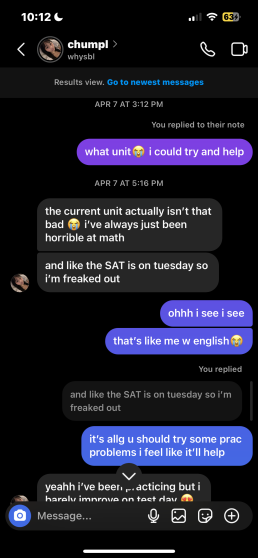 10:12
63
chumpl
whysbl
Results view. Go to newest messages
APR 7 AT 3:12 PM
You replied to their note
what unit😭 i could try and help
APR 7 AT 5:16 PM
the current unit actually isn't that
bad 😭 i've always just been
horrible at math
and like the SAT is on tuesday so
i'm freaked out
ohhh i see i see
that's like me w english😭
You replied
and like the SAT is on tuesday so i'm
freaked out
it's allg u should try some prac
problems i feel like it'll help
yeahh i've been practicing but i
barely improve on test day 😍
Message...